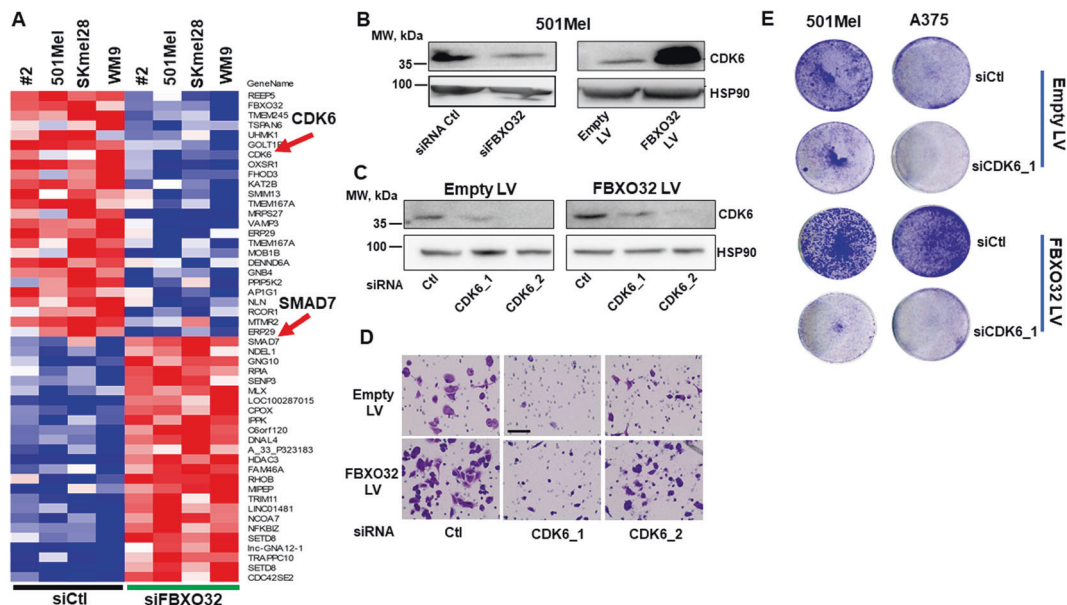 A
#2
501Mel
SKmel28
WM9
#2
501Mel
SKmel28
WM9
GeneName
REEP5
FBXO32
TMEM245
TSPAN6
UHMK1
CDK6
OXSR1
FHOD3
KAT2B
SMIM13
TMEM167A
MRPS27
VAMP3
ERP29
TMEM167A
MOB1B
DENND6A
GNB4
PPIP5K2
AP1G1
NLN
RCOR1
MTMR2
ERP29
SMAD7
NDEL1
GNG10
RPIA
SENP3
MLX
LOC100287015
CPOX
IPPK
C6orf120
DNAL4
A_33_P323183
HDAC3
FAM46A
RHOB
MIPEP
TRIM11
LINC01481
NCOA7
NFKBIZ
SETD8
lnc-GNA12-1
TRAPPC10
SETD8
CDC42SE2
CDK6
SMAD7
siCtl
siFBXO32
B
501Mel
MW, kDa
35
100
CDK6
HSP90
siRNA Ctl
siFBXO32
Empty
LV
FBXO32
LV
C
MW, kDa
Empty LV
FBXO32 LV
35
100
CDK6
HSP90
siRNA
Ctl
CDK6_1
CDK6_2
Ctl
CDK6_1
CDK6_2
D
Empty
LV
FBXO32
LV
siRNA
Ctl
CDK6_1
CDK6_2
E
501Mel
A375
siCtl
siCDK6_1
Empty LV
siCtl
siCDK6_1
FBXO32 LV